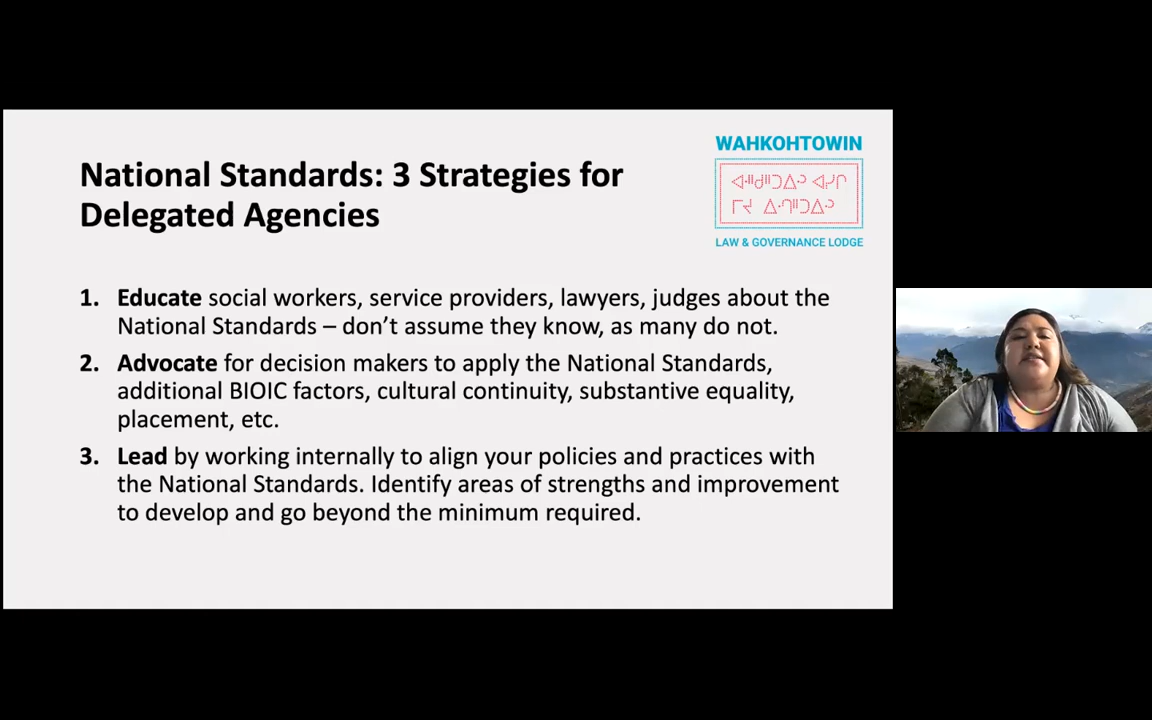 National Standards: 3 Strategies for
Delegated Agencies
WAHKOHTOWIN
LAW & GOVERNANCE LODGE
1. Educate social workers, service providers, lawyers, judges about the
National Standards – don’t assume they know, as many do not.
2. Advocate for decision makers to apply the National Standards,
additional BIOIC factors, cultural continuity, substantive equality,
placement, etc.
3. Lead by working internally to align your policies and practices with
the National Standards. Identify areas of strengths and improvement
to develop and go beyond the minimum required.